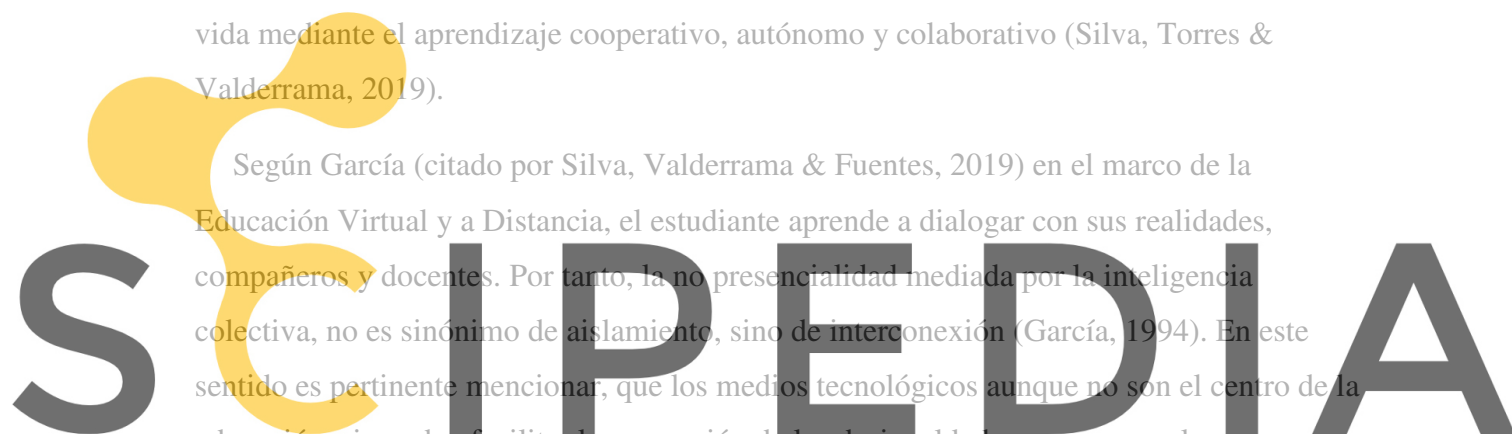 vida mediante el aprendizaje cooperativo, autónomo y colaborativo (Silva, Torres &
Valderrama, 2019).
Según García (citado por Silva, Valderrama & Fuentes, 2019) en el marco de la
Educación Virtual y a Distancia, el estudiante aprende a dialogar con sus realidades,
compañeros y docentes. Por tanto, la no presencialidad mediada por la inteligencia
colectiva, no es sinónimo de aislamiento, sino de interconexión (García, 1994). En este
sentido es pertinente mencionar, que los medios tecnológicos aunque no son el centro de la
SCIPEDIA